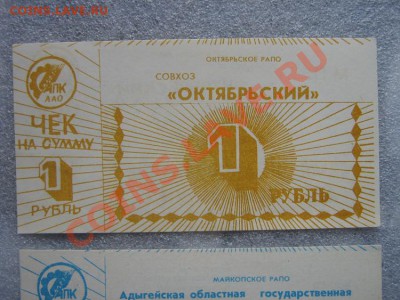 COINS.LAVE.RU
АПК
ААО
ЧЕК
НА СУММУ
1
РУБЛЬ
ОКТЯБРЬСКОЕ РАПО
СОВХОЗ
«ОКТЯБРЬСКИЙ»
1
РУБЛЬ
COINS.LAVE.RU
АПК
МАЙКОПСКОЕ РАПО
Адыгейская областная государственная
COINS.LAVE.RU